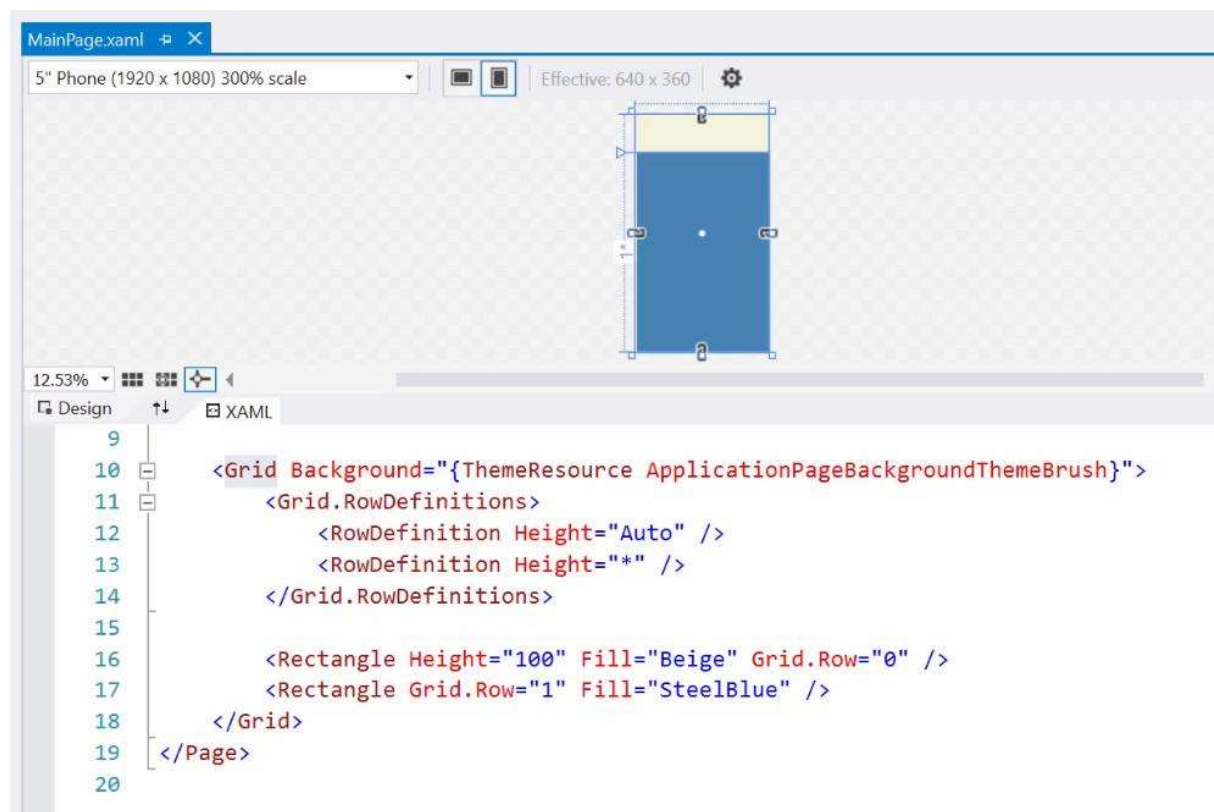 MainPage.xaml
5" Phone (1920 x 1080) 300% scale Effective: 640 x 360
1*
12.53%
Design XAML
9
10 <Grid Background="{ThemeResource ApplicationPageBackgroundThemeBrush}">
11 <Grid.RowDefinitions>
12 <RowDefinition Height="Auto" />
13 <RowDefinition Height="*" />
14 </Grid.RowDefinitions>
15
16 <Rectangle Height="100" Fill="Beige" Grid.Row="0" />
17 <Rectangle Grid.Row="1" Fill="SteelBlue" />
18 </Grid>
19 </Page>
20